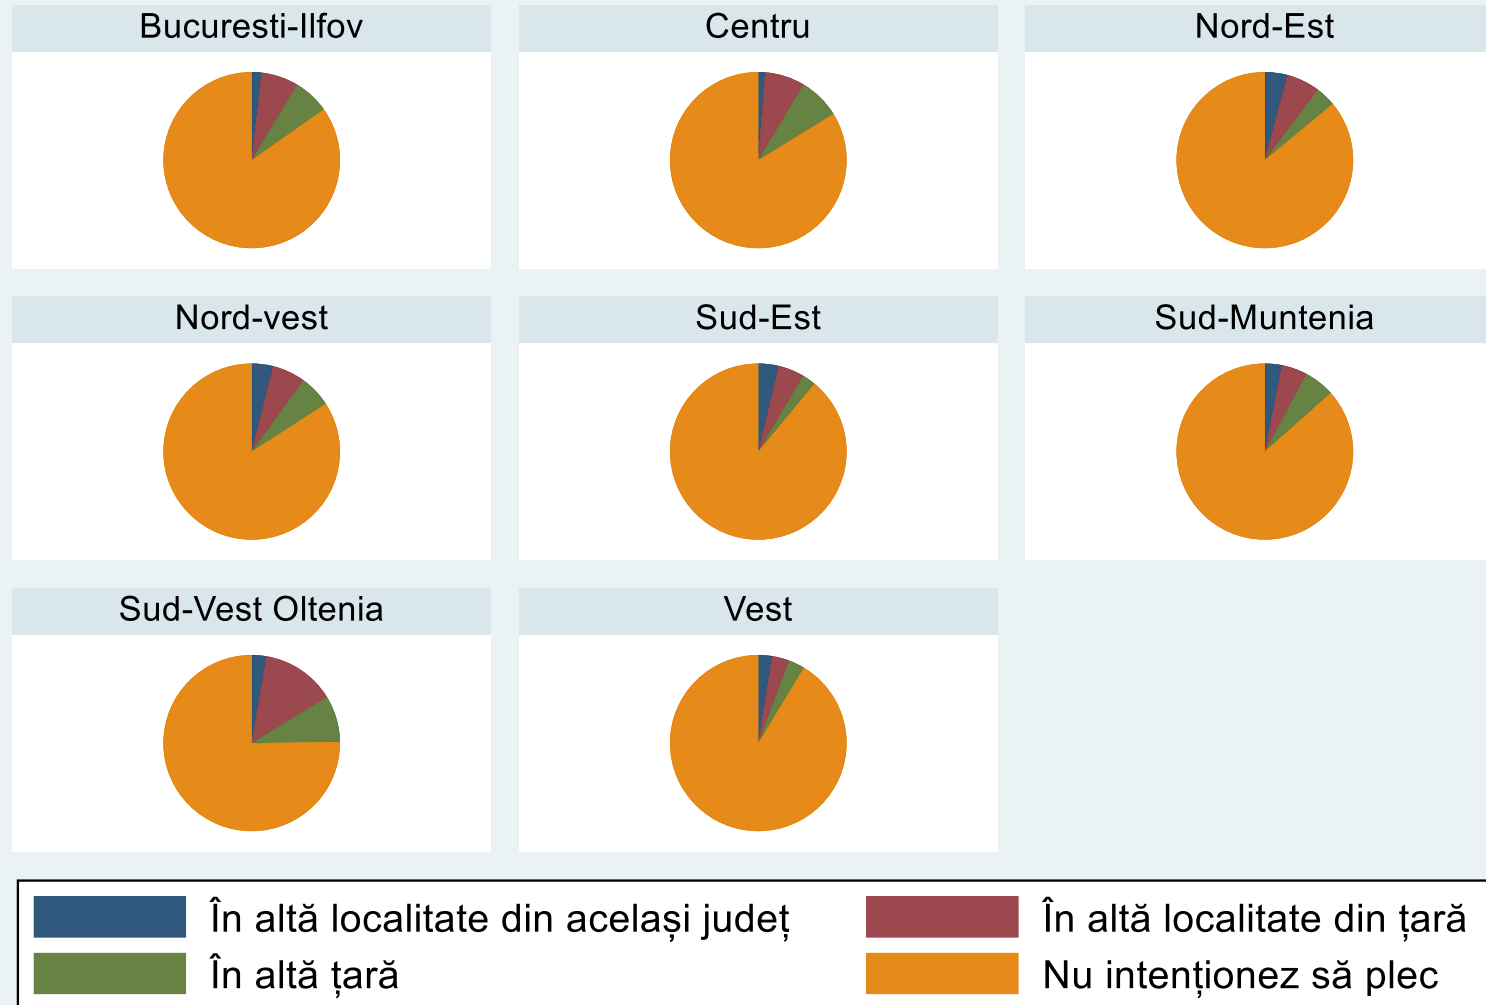 Bucuresti-Ilfov
Centru
Nord-Est
Nord-vest
Sud-Est
Sud-Muntenia
Sud-Vest Oltenia
Vest
În altă localitate din același județ
În altă localitate din țară
În altă țară
Nu intenționez să plec